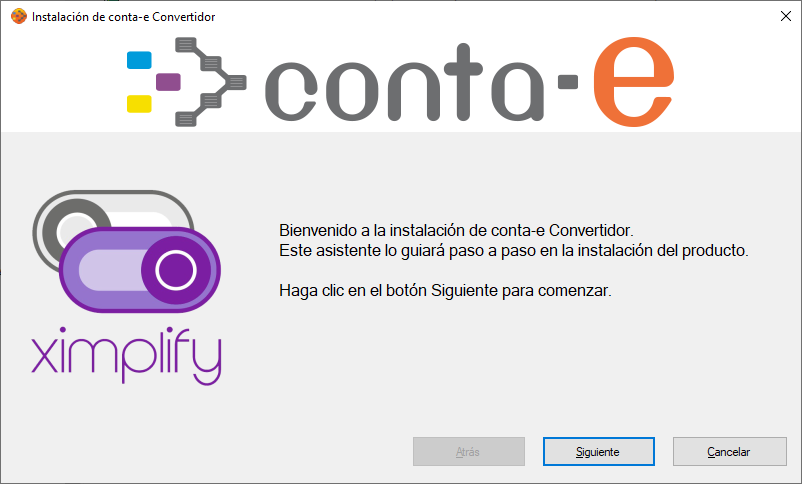 Instalación de conta-e Convertidor
conta-e
ximplify
Bienvenido a la instalación de conta-e Convertidor.
Este asistente lo guiará paso a paso en la instalación del producto.
Haga clic en el botón Siguiente para comenzar.
Atrás
Siguiente
Cancelar